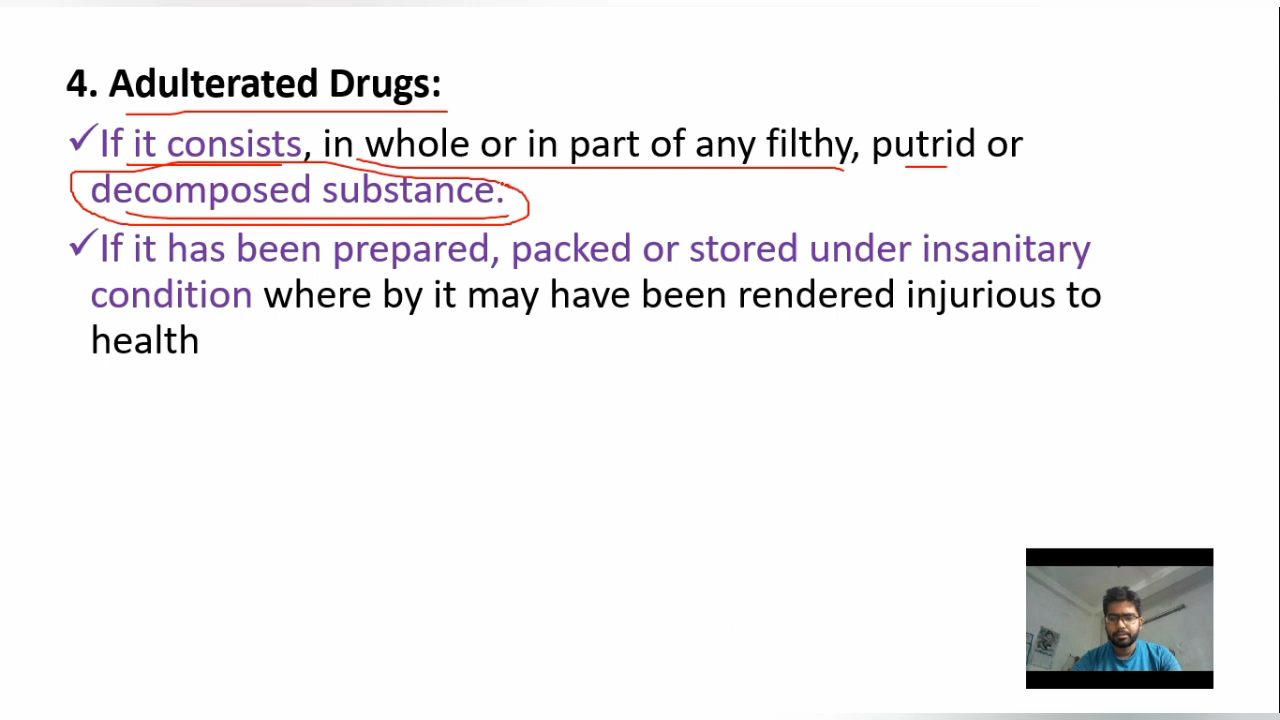 4. Adulterated Drugs:
✓If it consists, in whole or in part of any filthy, putrid or
decomposed substance.
✓If it has been prepared, packed or stored under insanitary
condition where by it may have been rendered injurious to
health